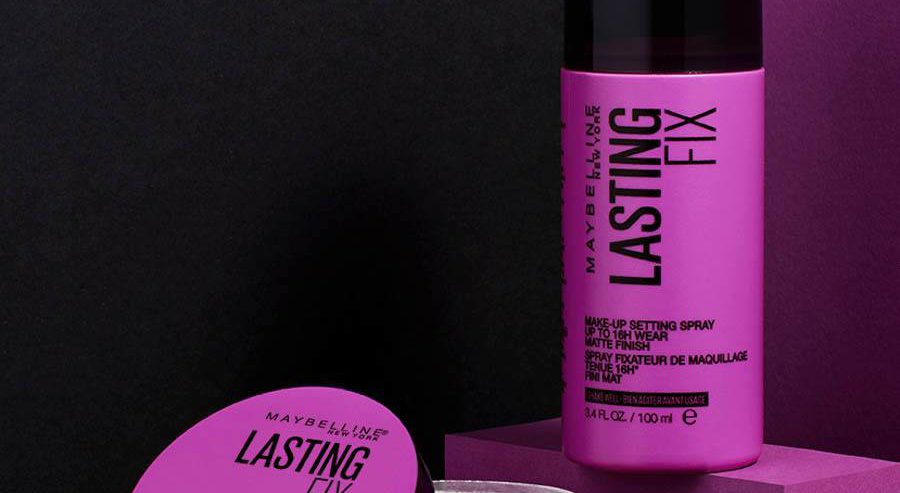 MAYBELLINE
NEW YORK
LASTING
FIX
MAKE-UP SETTING SPRAY
UP TO 16H WEAR
MATTE FINISH
SPRAY FIXATEUR DE MAQUILLAGE
TENUE 16H*
FINI MAT
SHAKE WELL • BIEN AGITER AVANT USAGE
3.4 FL.OZ. / 100 ml ℮
MAYBELLINE®
NEW YORK
LASTING
FIX